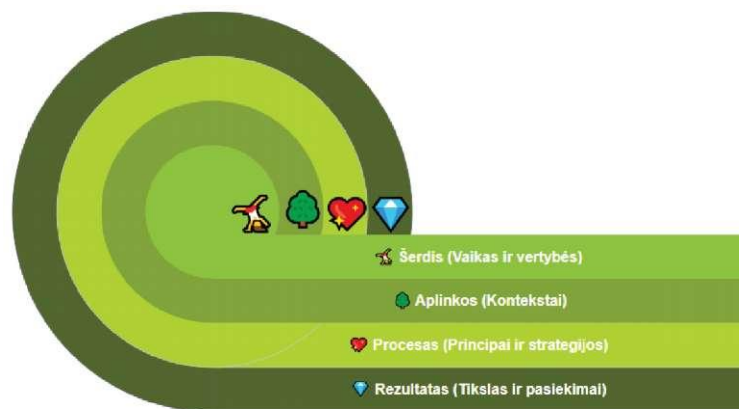 Šerdis (Vaikas ir vertybės)
Aplinkos (Kontekstai)
Procesas (Principai ir strategijos)
Rezultatas (Tikslas ir pasiekimai)